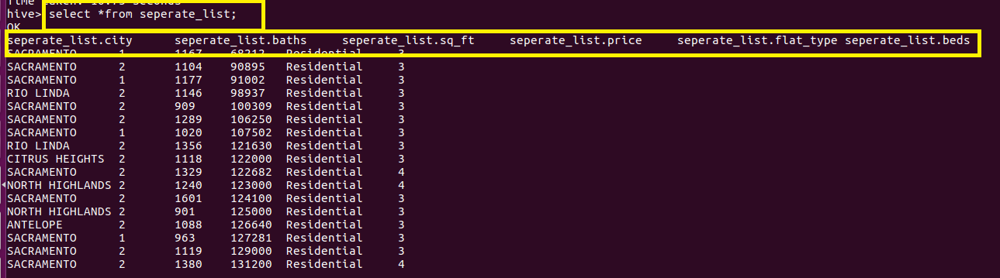 hive> select *from seperate_list;
OK
seperate_list.city seperate_list.baths seperate_list.sq_ft seperate_list.price seperate_list.flat_type seperate_list.beds
SACRAMENTO 1 1167 68212 Residential 3
SACRAMENTO 2 1104 90895 Residential 3
SACRAMENTO 1 1177 91002 Residential 3
RIO LINDA 2 1146 98937 Residential 3
SACRAMENTO 2 909 100309 Residential 3
SACRAMENTO 2 1289 106250 Residential 3
SACRAMENTO 1 1020 107502 Residential 3
RIO LINDA 2 1356 121630 Residential 3
CITRUS HEIGHTS 2 1118 122000 Residential 3
SACRAMENTO 2 1329 122682 Residential 4
NORTH HIGHLANDS 2 1240 123000 Residential 4
SACRAMENTO 2 1601 124100 Residential 3
NORTH HIGHLANDS 2 901 125000 Residential 3
ANTELOPE 2 1088 126640 Residential 3
SACRAMENTO 1 963 127281 Residential 3
SACRAMENTO 2 1119 129000 Residential 3
SACRAMENTO 2 1380 131200 Residential 4